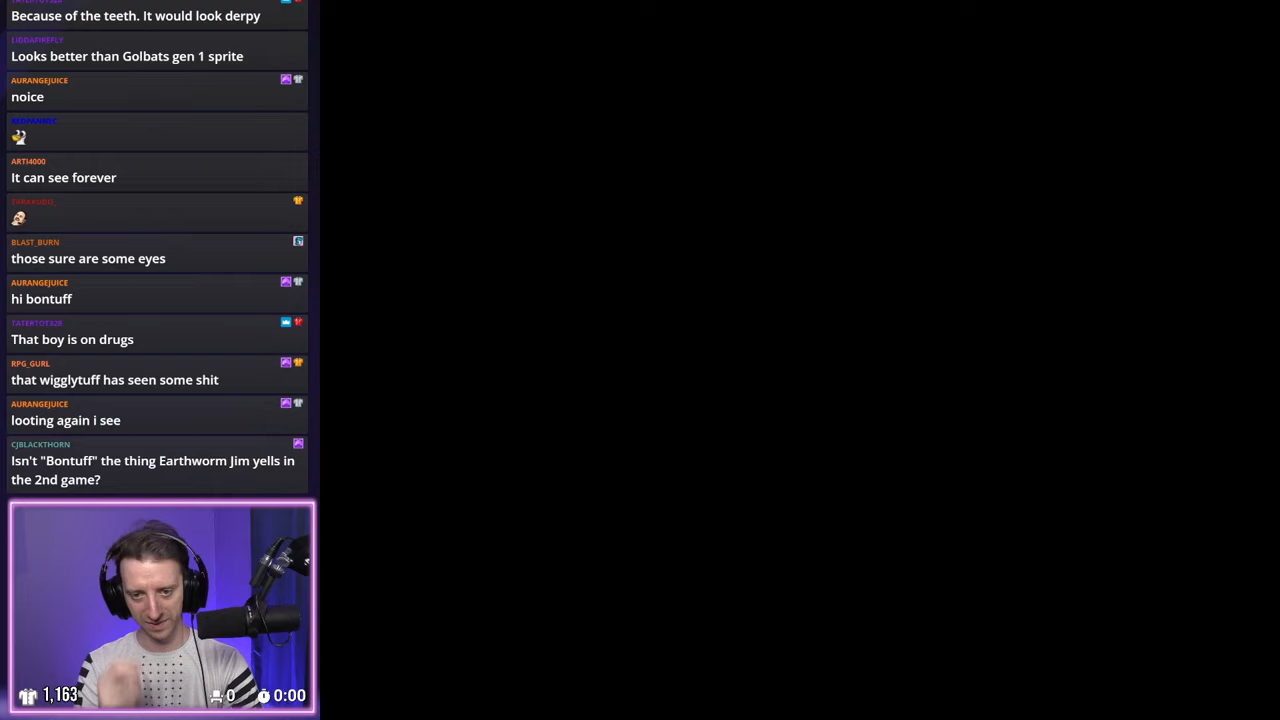 Because of the teeth. It would look derpy
LIGDAFIREFLY
Looks better than Golbats gen 1 sprite
AURANGEJUICE
noice
ARTI4000
It can see forever
TARAKUDO_
BLAST_BURN
those sure are some eyes
AURANGEJUICE
hi bontuff
TATERTOT326
That boy is on drugs
RPG_GURL
that wigglytuff has seen some shit
AURANGEJUICE
looting again i see
CJBLACKTHORN
Isn't "Bontuff" the thing Earthworm Jim yells in
the 2nd game?
1,163
0
0:00